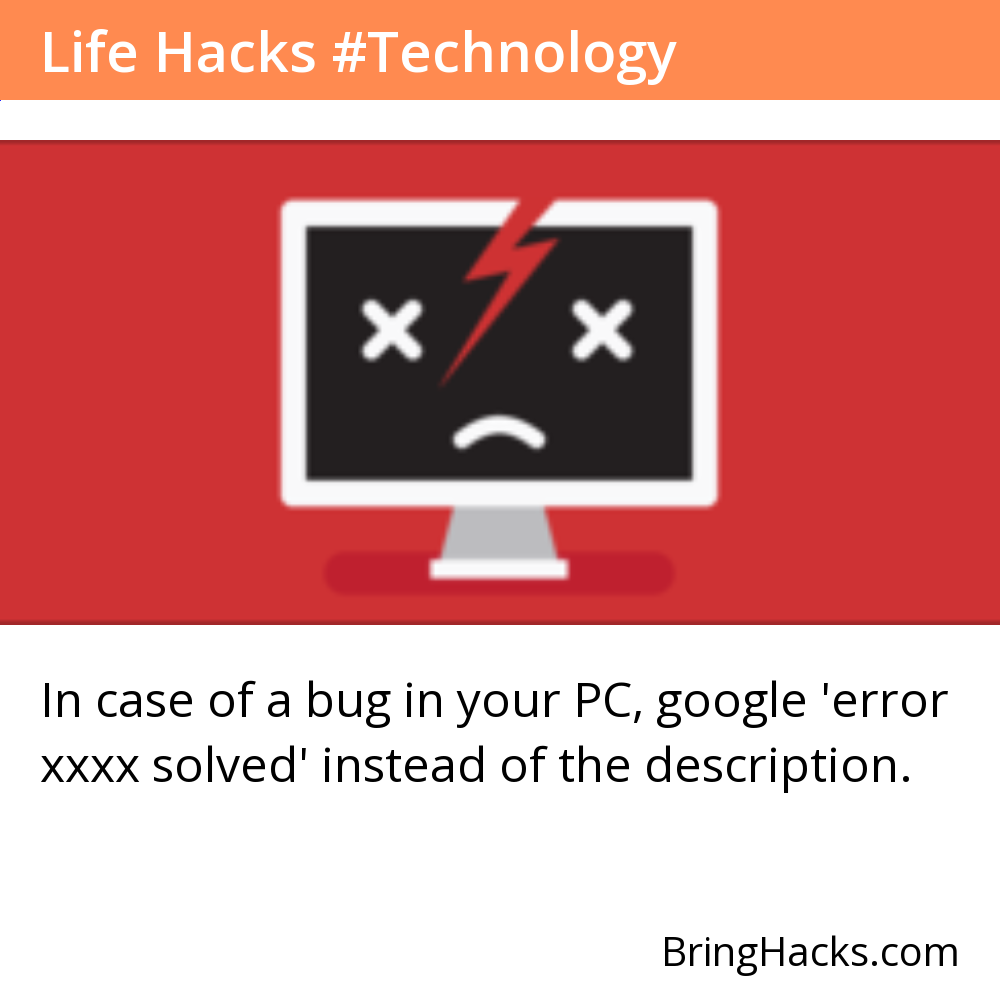 Life Hacks #Technology
In case of a bug in your PC, google 'error
xxxx solved' instead of the description.
BringHacks.com